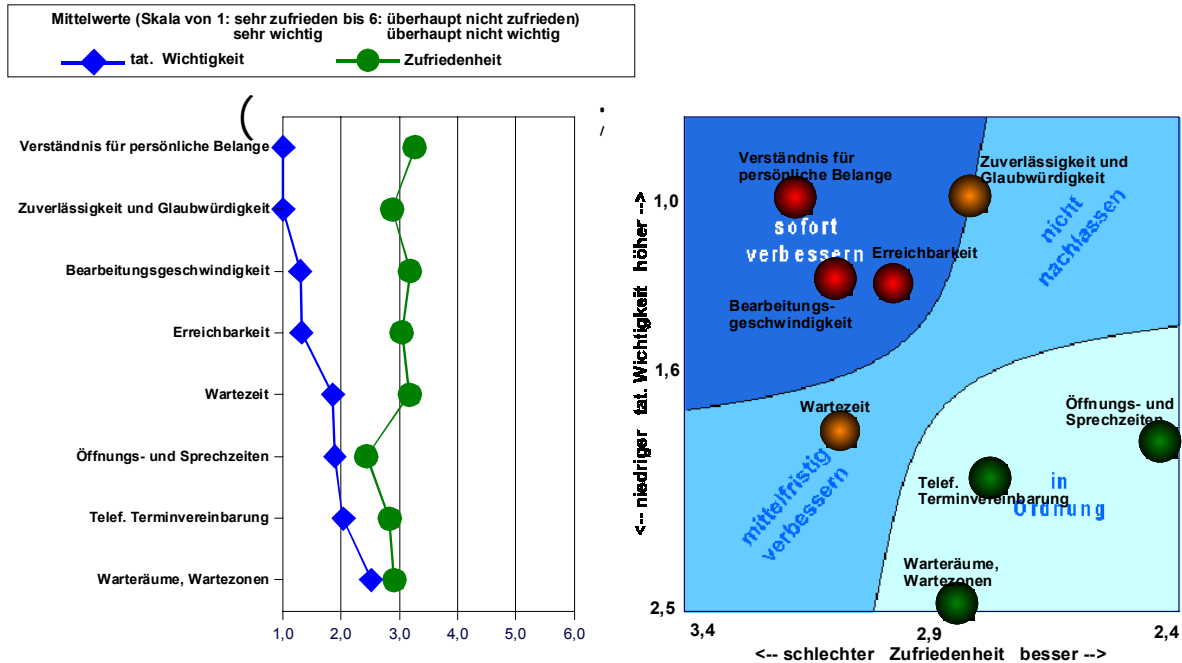 Mittelwerte (Skala von 1: sehr zufrieden bis 6: überhaupt nicht zufrieden)
sehr wichtig überhaupt nicht wichtig
tat. Wichtigkeit Zufriedenheit
( ;
/
Verständnis für persönliche Belange
Zuverlässigkeit und Glaubwürdigkeit
Bearbeitungsgeschwindigkeit
Erreichbarkeit
Wartezeit
Öffnungs- und Sprechzeiten
Telef. Terminvereinbarung
Warteräume, Wartezonen
1,0 2,0 3,0 4,0 5,0 6,0
<-- niedriger tat. Wichtigkeit höher -->
1,0
1,6
2,5
Verständnis für
persönliche Belange
sofort
verbessern
Zuverlässigkeit und
Glaubwürdigkeit
nicht
nachlassen
Erreichbarkeit
Bearbeitungs-
geschwindigkeit
Wartezeit
mittelfristig
verbessern
Öffnungs- und
Sprechzeiten
Telef.
Terminvereinbarung
in
Ordnung
Warteräume,
Wartezonen
3,4 2,9 2,4
<-- schlechter Zufriedenheit besser -->